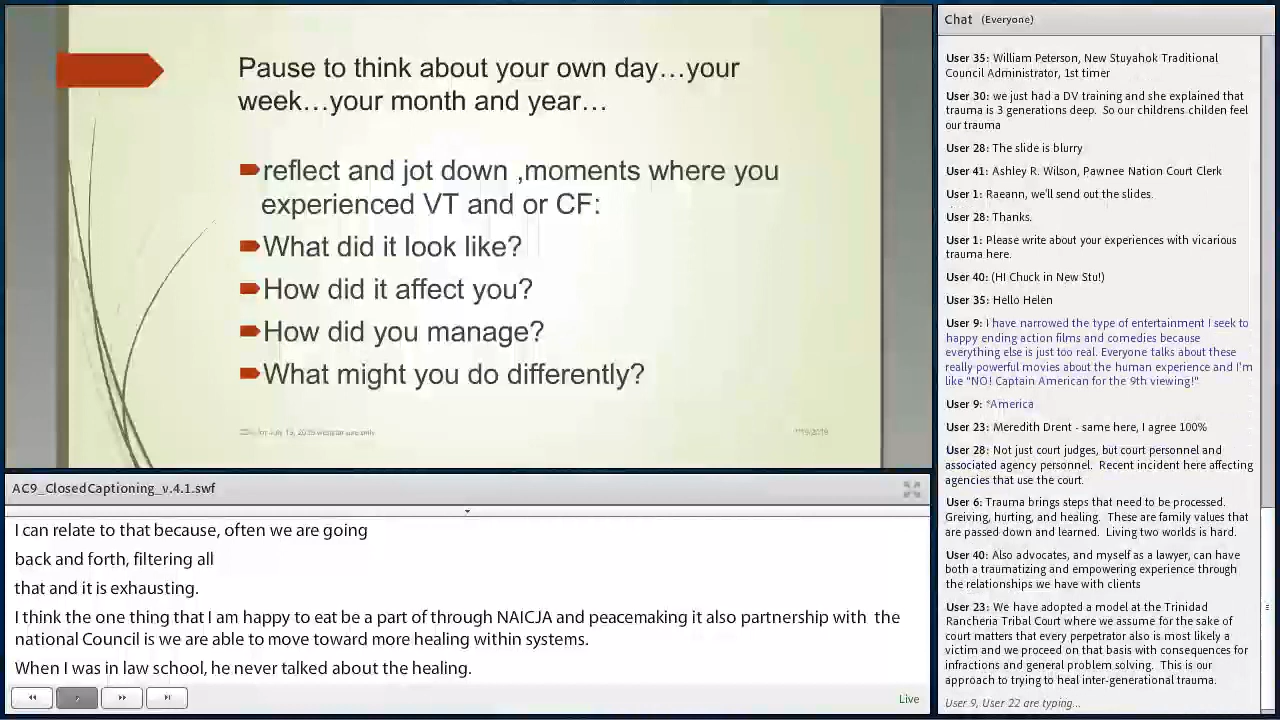 Pause to think about your own day…your
week…your month and year…
reflect and jot down ,moments where you
experienced VT and or CF:
What did it look like?
How did it affect you?
How did you manage?
What might you do differently?
for July 19, 2019
7/19/2019
AC9_ClosedCaptioning_v.4.1.swf
I can relate to that because, often we are going
back and forth, filtering all
that and it is exhausting.
I think the one thing that I am happy to eat be a part of through NAICJA and peacemaking it also partnership with the
national Council is we are able to move toward more healing within systems.
When I was in law school, he never talked about the healing.
Live
Chat (Everyone)
User 35: William Peterson, New Stuyahok Traditional
Council Administrator, 1st timer
User 30: we just had a DV training and she explained that
trauma is 3 generations deep. So our childrens childen feel
our trauma
User 28: The slide is blurry
User 41: Ashley R. Wilson, Pawnee Nation Court Clerk
User 1: Raeann, we'll send out the slides.
User 28: Thanks.
User 1: Please write about your experiences with vicarious
trauma here.
User 40: (HI Chuck in New Stu!)
User 35: Hello Helen
User 9: I have narrowed the type of entertainment I seek to
happy ending action films and comedies because
everything else is just too real. Everyone talks about these
really powerful movies about the human experience and I'm
like "NO! Captain American for the 9th viewing!"
User 9: *America
User 23: Meredith Drent - same here, I agree 100%
User 28: Not just court judges, but court personnel and
associated agency personnel. Recent incident here affecting
agencies that use the court.
User 6: Trauma brings steps that need to be processed.
Greiving, hurting, and healing. These are family values that
are passed down and learned. Living two worlds is hard.
User 40: Also advocates, and myself as a lawyer, can have
both a traumatizing and empowering experience through
the relationships we have with clients
User 23: We have adopted a model at the Trinidad
Rancheria Tribal Court where we assume for the sake of
court matters that every perpetrator also is most likely a
victim and we proceed on that basis with consequences for
infractions and general problem solving. This is our
approach to trying to heal inter-generational trauma.
User 9, User 22 are typing...